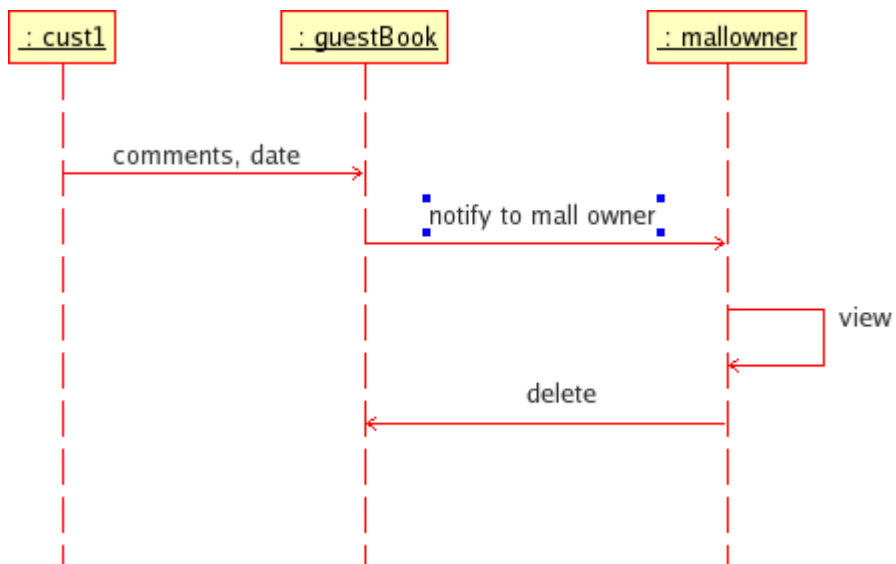 : cust1
: guestBook
: mallowner
comments, date
notify to mall owner
view
delete